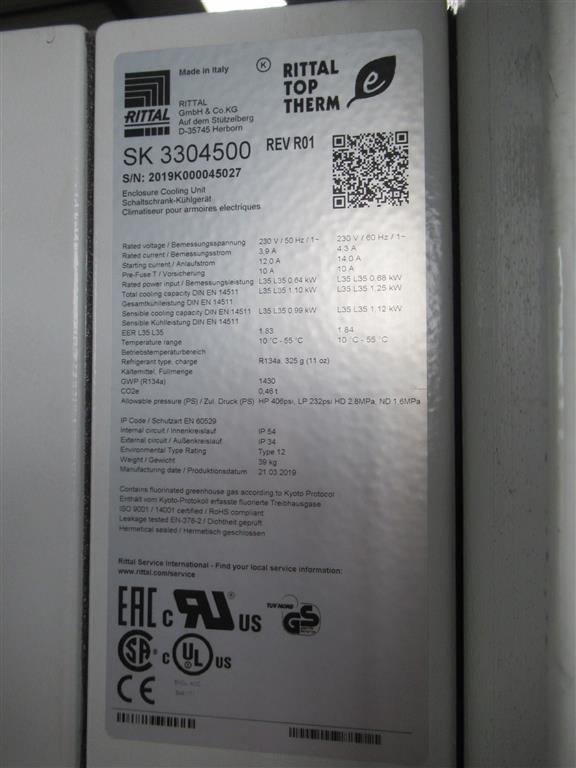 Made in Italy
K
RITTAL
RITTAL
GmbH & Co.KG
Auf dem Stützelberg
D-35745 Herborn
RITTAL
TOP
THERM
e
SK 3304500 REV R01
S/N: 2019K000045027
Enclosure Cooling Unit
Schaltschrank-Kühlgerät
Climatiseur pour armoires electriques
Rated voltage / Bemessungsspannung 230 V / 50 Hz / 1~ 230 V / 60 Hz / 1~
Rated current / Bemessungsstrom 3.9 A 4.3 A
Starting current / Anlaufstrom 12.0 A 14.0 A
Pre-Fuse T / Vorsicherung 10 A 10 A
Rated power input / Bemessungsleistung L35 L35 0.64 kW L35 L35 0.68 kW
Total cooling capacity DIN EN 14511 L35 L35 1.10 kW L35 L35 1.25 kW
Gesamtkühlleistung DIN EN 14511
Sensible cooling capacity DIN EN 14511 L35 L35 0.99 kW L35 L35 1.12 kW
Sensible Kühlleistung DIN EN 14511
EER L35 L35 1.83 1.84
Temperature range 10 °C - 55 °C 10 °C - 55 °C
Betriebstemperaturbereich
Refrigerant type, charge R134a, 325 g (11 oz)
Kältemittel, Füllmenge
GWP (R134a) 1430
CO2e 0,46 t
Allowable pressure (PS) / Zul. Druck (PS) HP 406psi, LP 232psi HD 2.8MPa, ND 1.6MPa
IP Code / Schutzart EN 60529
Internal circuit / Innenkreislauf IP 54
External circuit / Außenkreislauf IP 34
Environmental Type Rating Type 12
Weight / Gewicht 39 kg
Manufacturing date / Produktionsdatum 21.03.2019
Contains fluorinated greenhouse gas according to Kyoto Protocol
Enthält vom Kyoto-Protokoll erfasste fluorierte Treibhausgase
ISO 9001 / 14001 certified / RoHS compliant
Leakage tested EN-378-2 / Dichtheit geprüft
Hermetical sealed / Hermetisch geschlossen
Rittal Service International - Find your local service information:
www.rittal.com/service
EAC c RU US
TUV NORD
GS
SA c UL US
CE